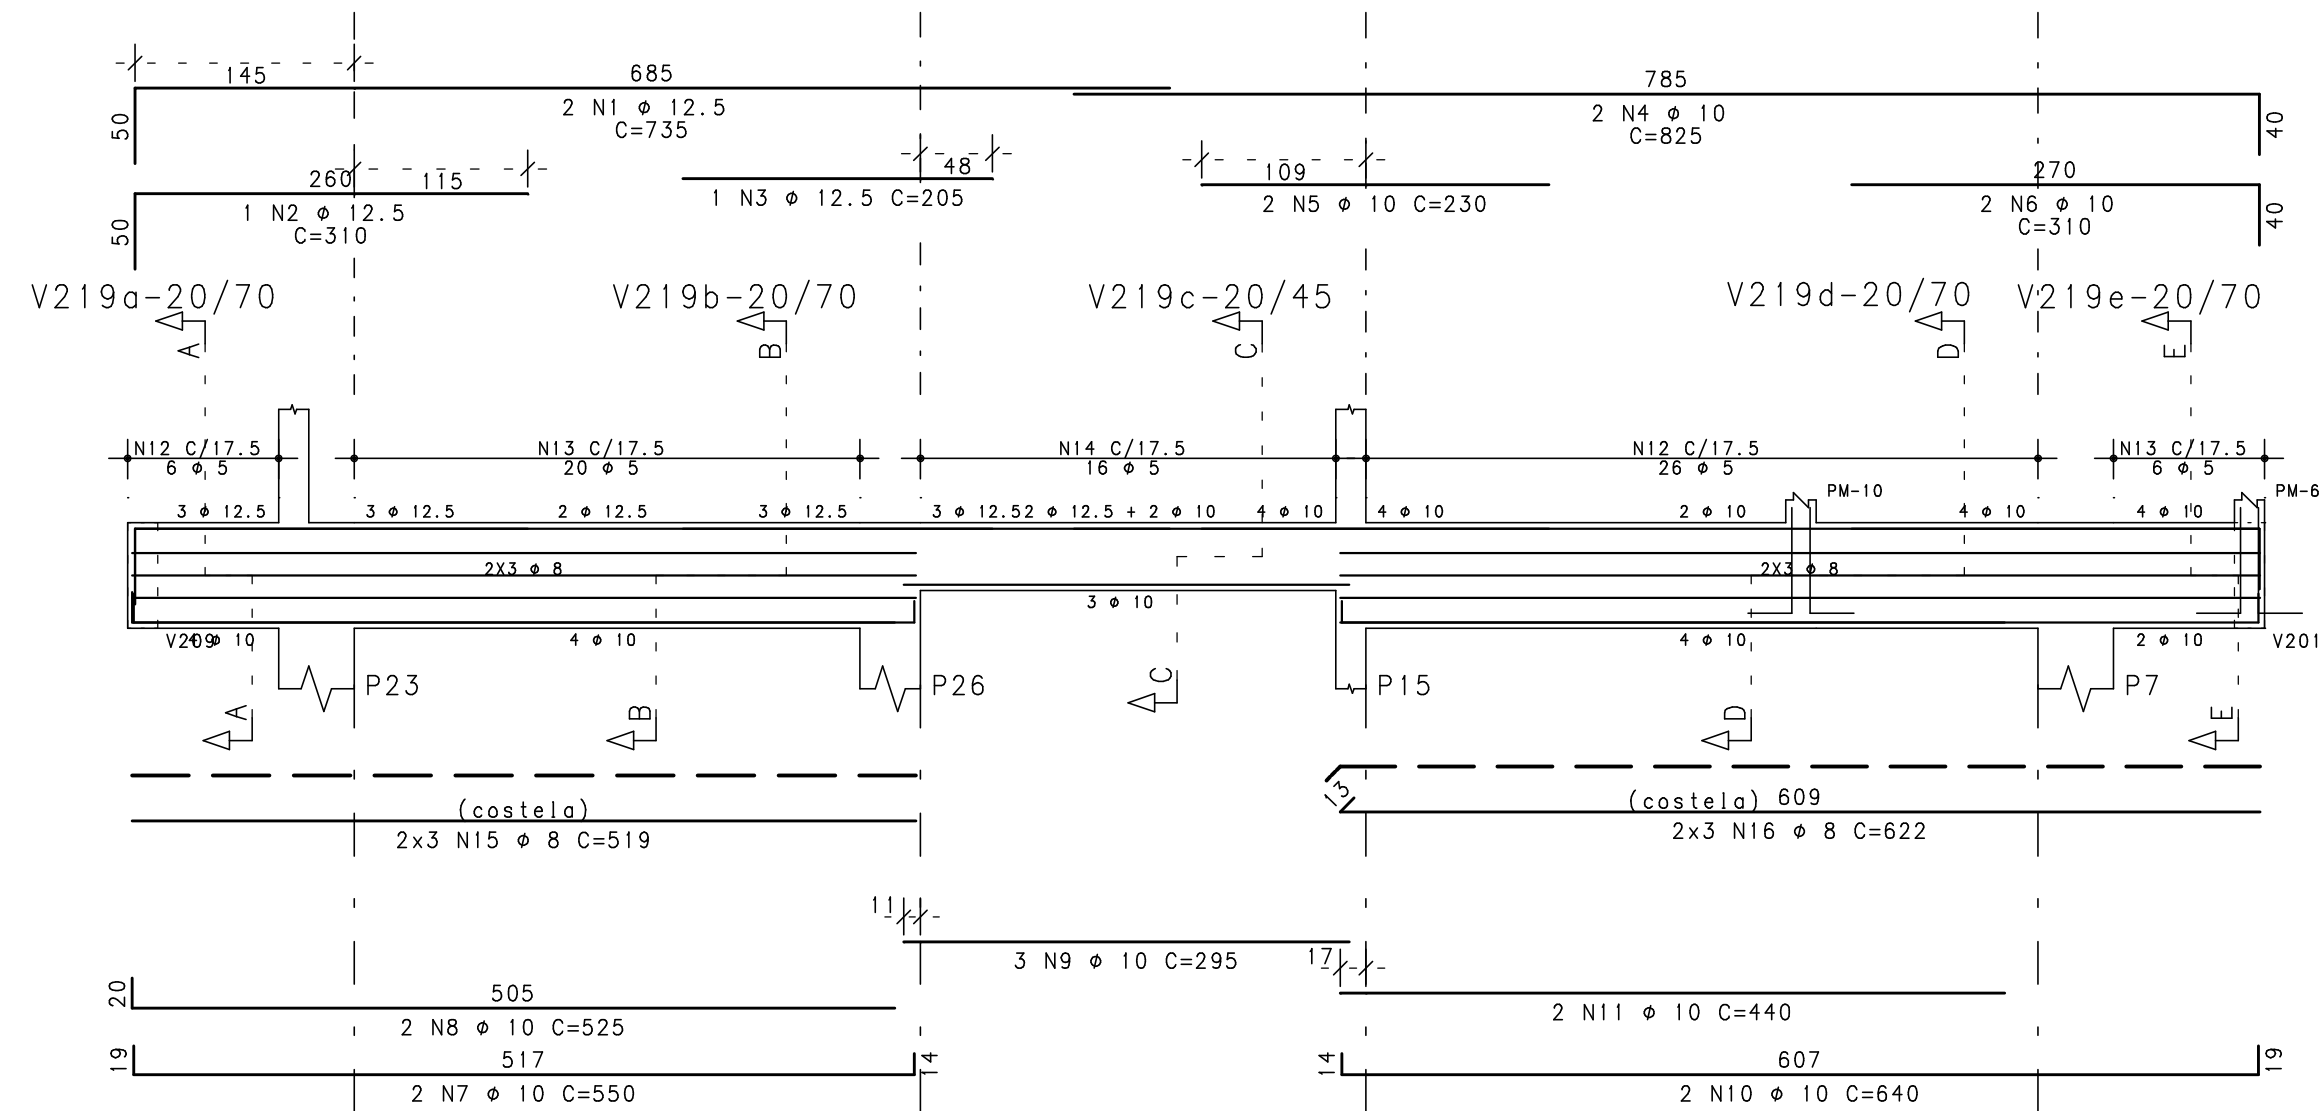 145
685
785
2 N1 ϕ 12.5
C=735
2 N4 ϕ 10
C=825
50
40
260
115
48
109
270
1 N2 ϕ 12.5
C=310
1 N3 ϕ 12.5 C=205
2 N5 ϕ 10 C=230
2 N6 ϕ 10
C=310
50
40
V219a-20/70
V219b-20/70
V219c-20/45
V219d-20/70
V219e-20/70
A
B
C
D
E
N12 C/17.5
6 ϕ 5
N13 C/17.5
20 ϕ 5
N14 C/17.5
16 ϕ 5
N12 C/17.5
26 ϕ 5
N13 C/17.5
6 ϕ 5
PM-10
PM-6
3 ϕ 12.5
3 ϕ 12.5
2 ϕ 12.5
3 ϕ 12.5
3 ϕ 12.5
2 ϕ 12.5 + 2 ϕ 10
4 ϕ 10
4 ϕ 10
2 ϕ 10
4 ϕ 10
4 ϕ 10
2X3 ϕ 8
2X3 ϕ 8
3 ϕ 10
V209
4 ϕ 10
4 ϕ 10
4 ϕ 10
2 ϕ 10
V201
P23
P26
P15
P7
A
B
C
D
E
(costela)
2x3 N15 ϕ 8 C=519
13
(costela) 609
2x3 N16 ϕ 8 C=622
11
3 N9 ϕ 10 C=295
17
20
505
2 N8 ϕ 10 C=525
2 N11 ϕ 10 C=440
19
517
14
2 N7 ϕ 10 C=550
14
607
19
2 N10 ϕ 10 C=640